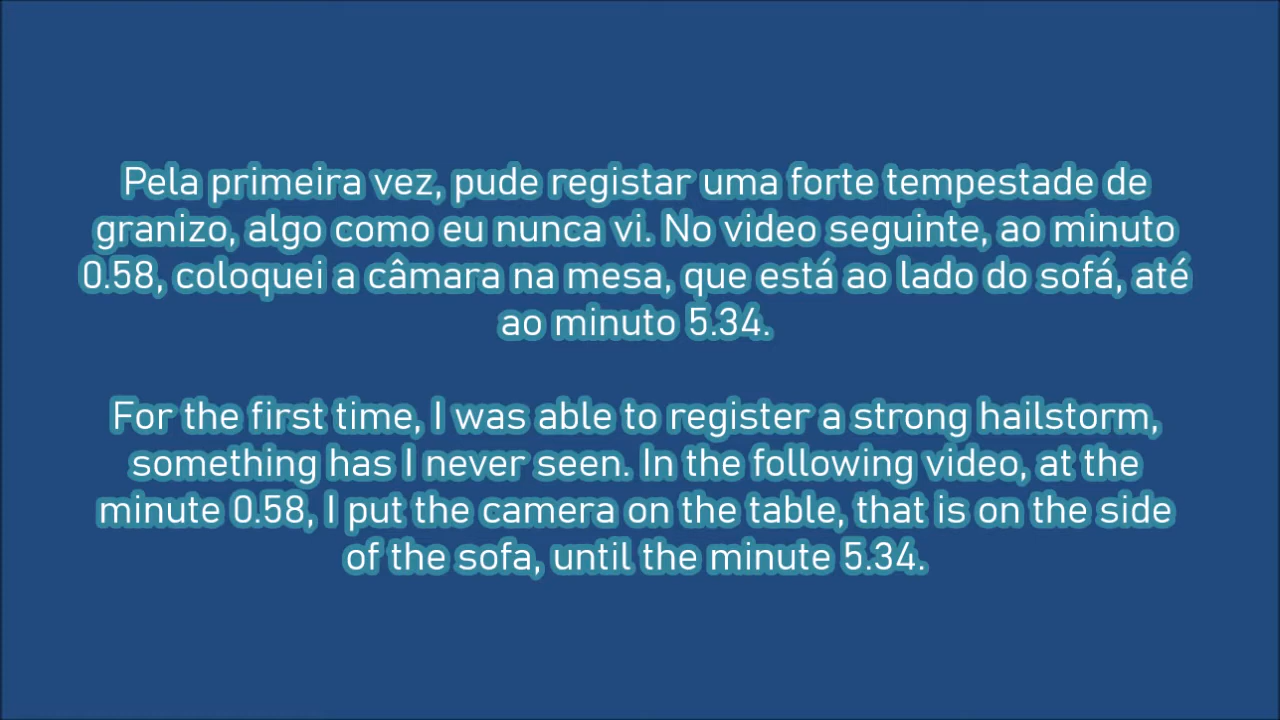 Pela primeira vez, pude registar uma forte tempestade de
granizo, algo como eu nunca vi. No video seguinte, ao minuto
0.58, coloquei a câmara na mesa, que está ao lado do sofá, até
ao minuto 5.34.
For the first time, I was able to register a strong hailstorm,
something has I never seen. In the following video, at the
minute 0.58, I put the camera on the table, that is on the side
of the sofa, until the minute 5.34.